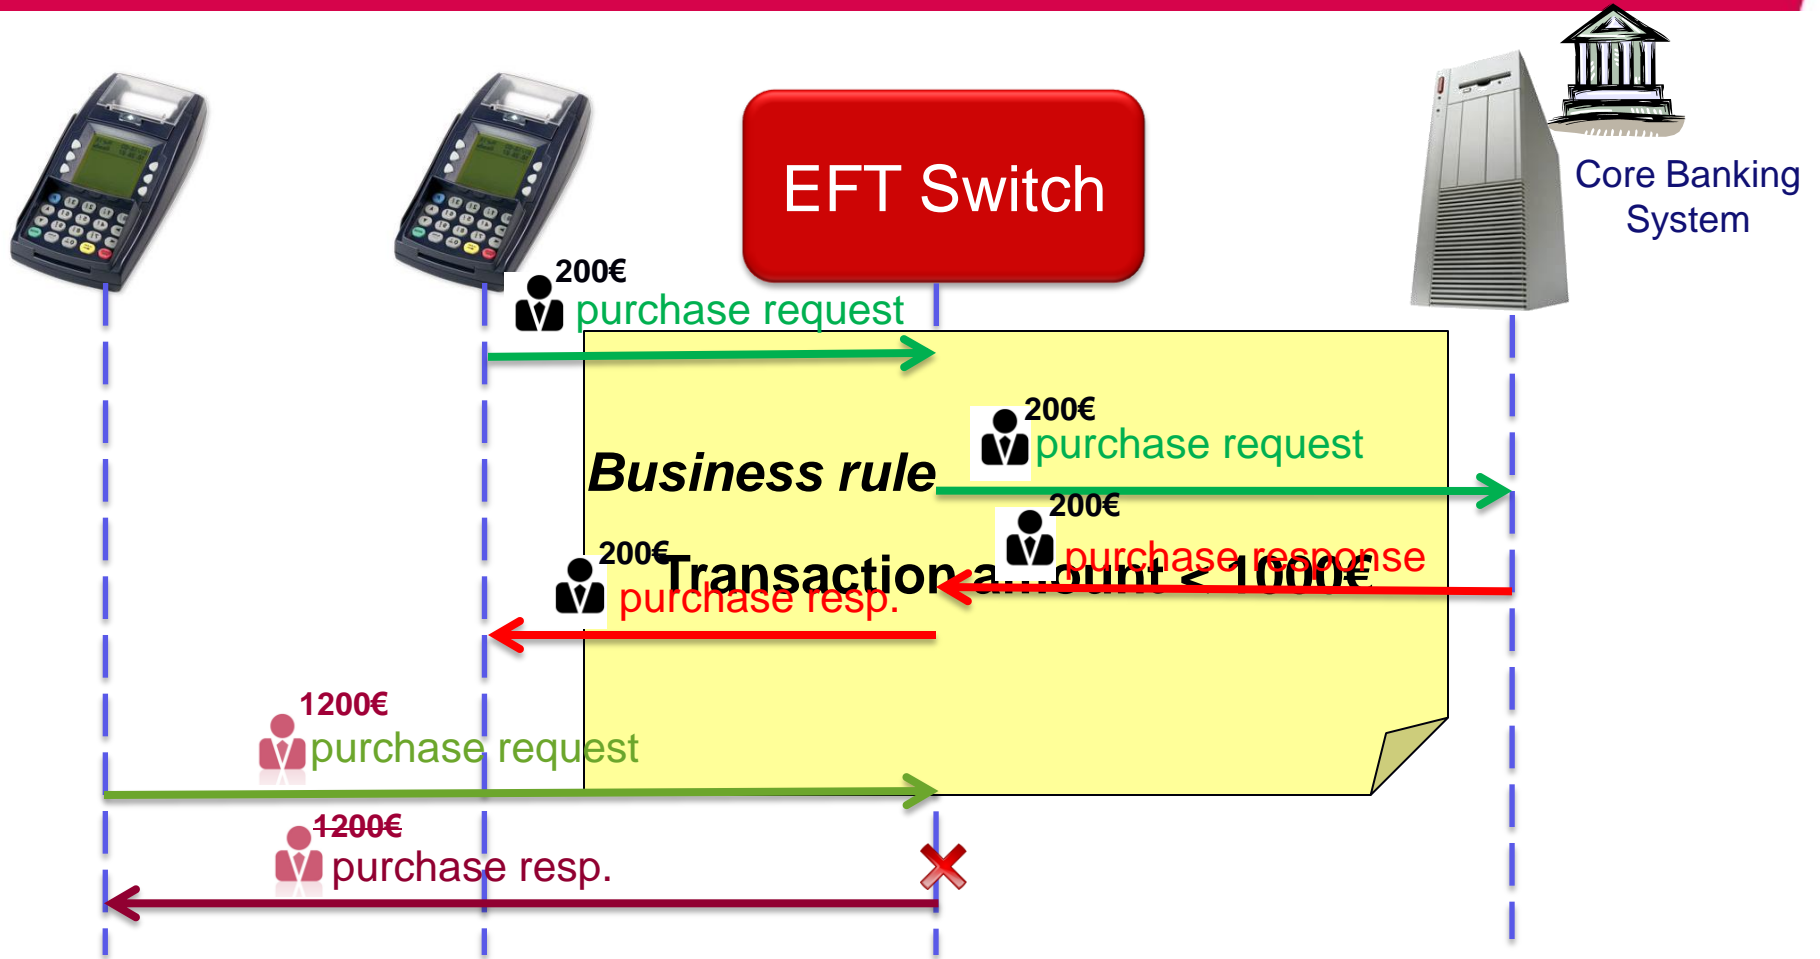 EFT Switch
Core Banking
System
200€
purchase request
200€
purchase request
Business rule
200€
purchase response
200€
Transaction amount < 1000€
purchase resp.
1200€
purchase request
1200€
purchase resp.